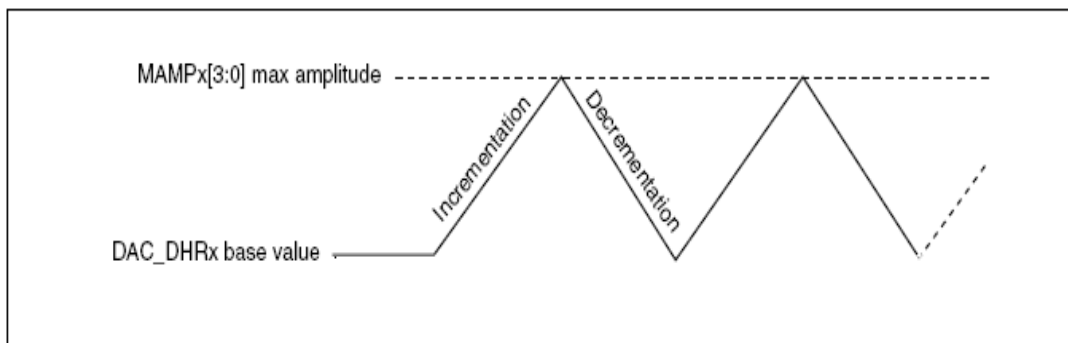 MAMPx[3:0] max amplitude
Incrementation
Decrementation
DAC_DHRx base value